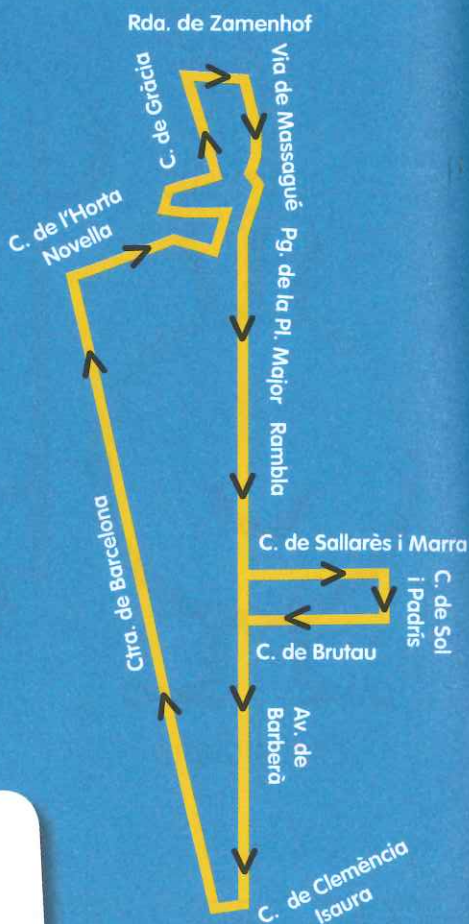 Rda. de Zamenhof
Via de Massagué
C. de Gràcia
C. de l'Horta
Novella
Pg. de la Pl. Major
Rambla
C. de Sallarès i Marra
C. de Sol
i Padrís
C. de Brutau
Ctra. de Barcelona
Av. de
Barberà
C. de Clemència
Isaura